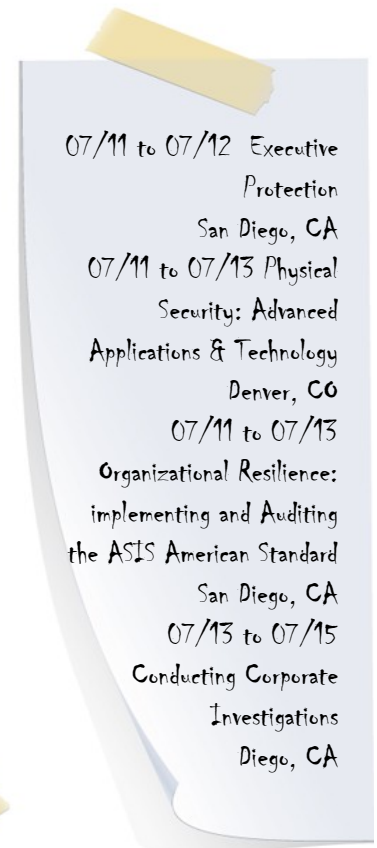 07/11 to 07/12 Executive
Protection
San Diego, CA
07/11 to 07/13 Physical
Security: Advanced
Applications & Technology
Denver, CO
07/11 to 07/13
Organizational Resilience:
implementing and Auditing
the ASIS American Standard
San Diego, CA
07/13 to 07/15
Conducting Corporate
Investigations
Diego, CA